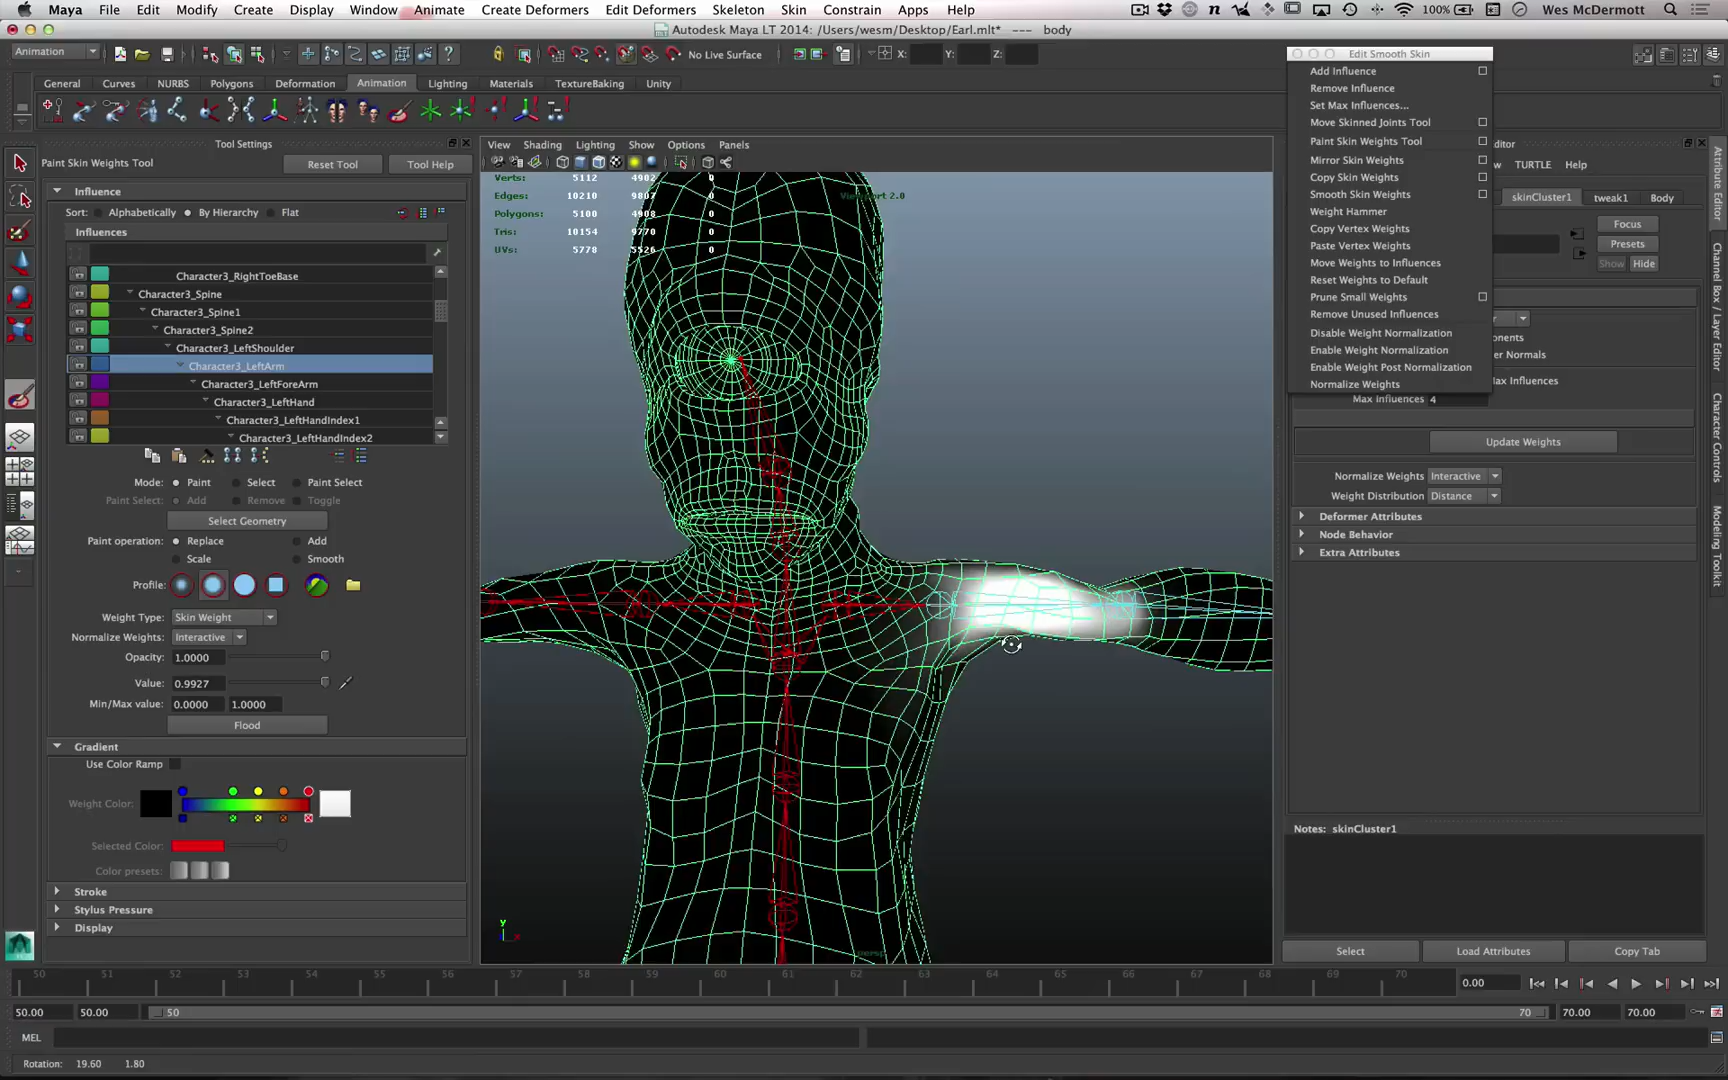 Maya File Edit Modify Create Display Window Animate Create Deformers Edit Deformers Skeleton Skin Constrain Apps Help 100% Wes McDermott
Autodesk Maya LT 2014: /Users/wesm/Desktop/Earl.mlt* --- body
Animation No Live Surface X: Y: Z:
General Curves NURBS Polygons Deformation Animation Lighting Materials TextureBaking Unity
Edit Smooth Skin
Add Influence
Remove Influence
Set Max Influences...
Move Skinned Joints Tool
Paint Skin Weights Tool
Mirror Skin Weights
Copy Skin Weights
Smooth Skin Weights
Weight Hammer
Copy Vertex Weights
Paste Vertex Weights
Move Weights to Influences
Reset Weights to Default
Prune Small Weights
Remove Unused Influences
Disable Weight Normalization
Enable Weight Normalization
Enable Weight Post Normalization
Normalize Weights
Tool Settings
Paint Skin Weights Tool Reset Tool Tool Help
Influence
Sort: Alphabetically By Hierarchy Flat
Influences
Character3_RightToeBase
Character3_Spine
Character3_Spine1
Character3_Spine2
Character3_LeftShoulder
Character3_LeftArm
Character3_LeftForeArm
Character3_LeftHand
Character3_LeftHandIndex1
Character3_LeftHandIndex2
Mode: Paint Select Paint Select
Paint Select: Add Remove Toggle
Select Geometry
Paint operation: Replace Add
Scale Smooth
Profile:
Weight Type: Skin Weight
Normalize Weights: Interactive
Opacity: 1.0000
Value: 0.9927
Min/Max value: 0.0000 1.0000
Flood
Gradient
Use Color Ramp
Weight Color:
Selected Color:
Color presets:
Stroke
Stylus Pressure
Display
View Shading Lighting Show Options Panels
Verts: 5112 4902 0
Edges: 10210 9807 0
Polygons: 5100 4908 0
Tris: 10154 9770 0
UVs: 5778 5526 0
2.0
y
x
persp
TURTLE Help
skinCluster1 tweak1 Body
Focus
Presets
Show Hide
Max Influences 4
Update Weights
Normalize Weights Interactive
Weight Distribution Distance
Deformer Attributes
Node Behavior
Extra Attributes
Notes: skinCluster1
Select Load Attributes Copy Tab
Attribute Editor
Channel Box / Layer Editor
Character Controls
Modeling Toolkit
50 51 52 53 54 55 56 57 58 59 60 61 62 63 64 65 66 67 68 69 70
0.00
50.00 50.00 50 70 70.00 70.00
MEL
Rotation: 19.60 1.80